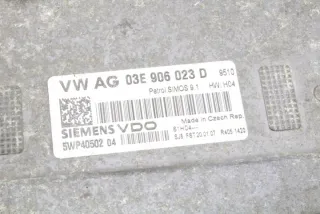 VW AG 03E 906 023 D
9510
Petrol SIMOS 9.1 HW: H04
Made in Czech Rep.
SIEMENS VDO
5WP40502 04